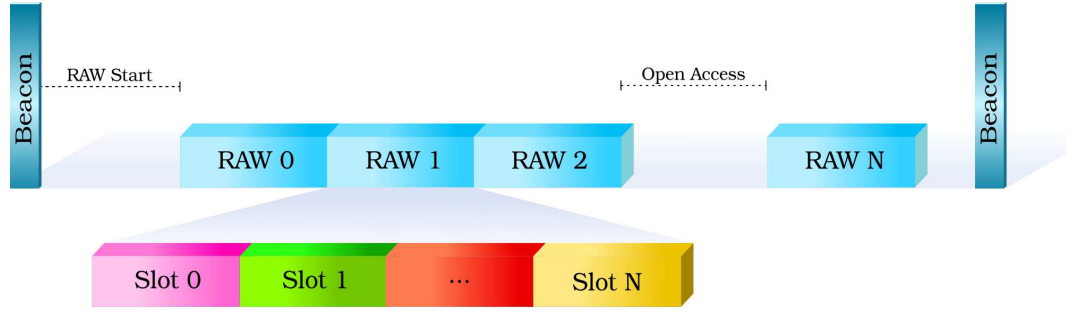 Beacon
RAW Start
Open Access
Beacon
RAW 0
RAW 1
RAW 2
RAW N
Slot 0
Slot 1
...
Slot N